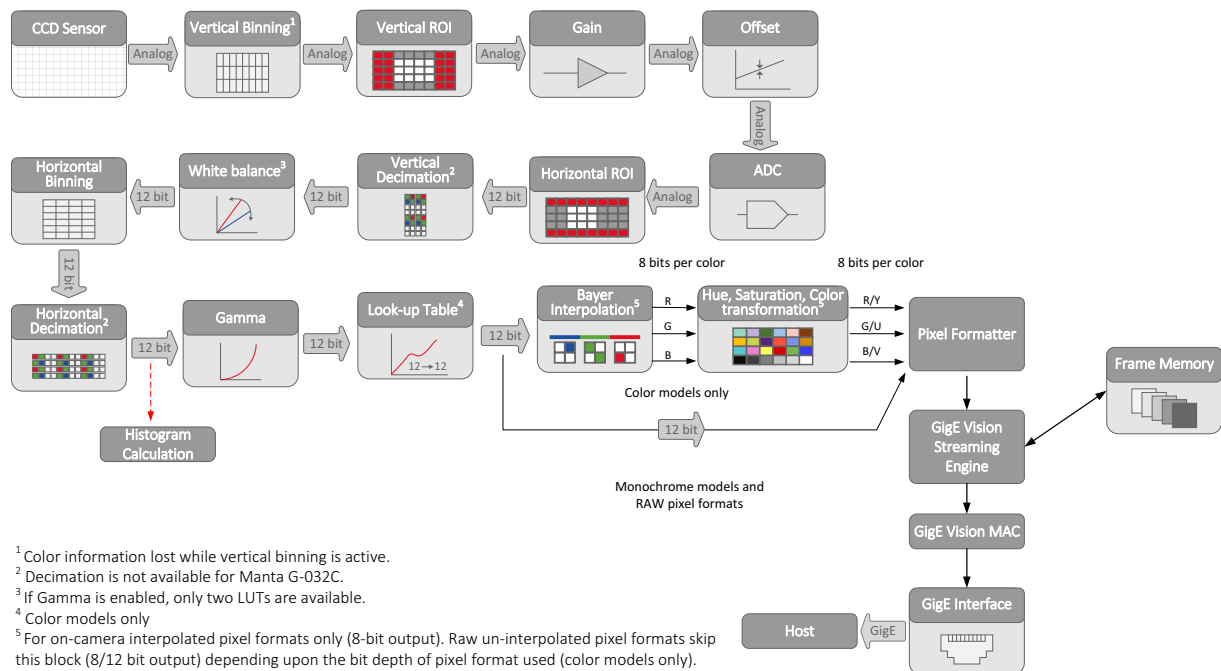 CCD Sensor
Analog
Vertical Binning¹
Analog
Vertical ROI
Analog
Gain
Analog
Offset
Analog
ADC
Analog
Horizontal ROI
12 bit
Vertical
Decimation²
12 bit
White balance³
12 bit
Horizontal
Binning
12 bit
Horizontal
Decimation²
12 bit
Histogram
Calculation
Gamma
12 bit
Look-up Table⁴
12→12
12 bit
Bayer
Interpolation⁵
8 bits per color
R
G
B
Hue, Saturation, Color
transformation⁵
8 bits per color
R/Y
G/U
B/V
Color models only
12 bit
Monochrome models and
RAW pixel formats
Pixel Formatter
GigE Vision
Streaming
Engine
Frame Memory
GigE Vision MAC
GigE Interface
GigE
Host
¹ Color information lost while vertical binning is active.
² Decimation is not available for Manta G-032C.
³ If Gamma is enabled, only two LUTs are available.
⁴ Color models only
⁵ For on-camera interpolated pixel formats only (8-bit output). Raw un-interpolated pixel formats skip
this block (8/12 bit output) depending upon the bit depth of pixel format used (color models only).